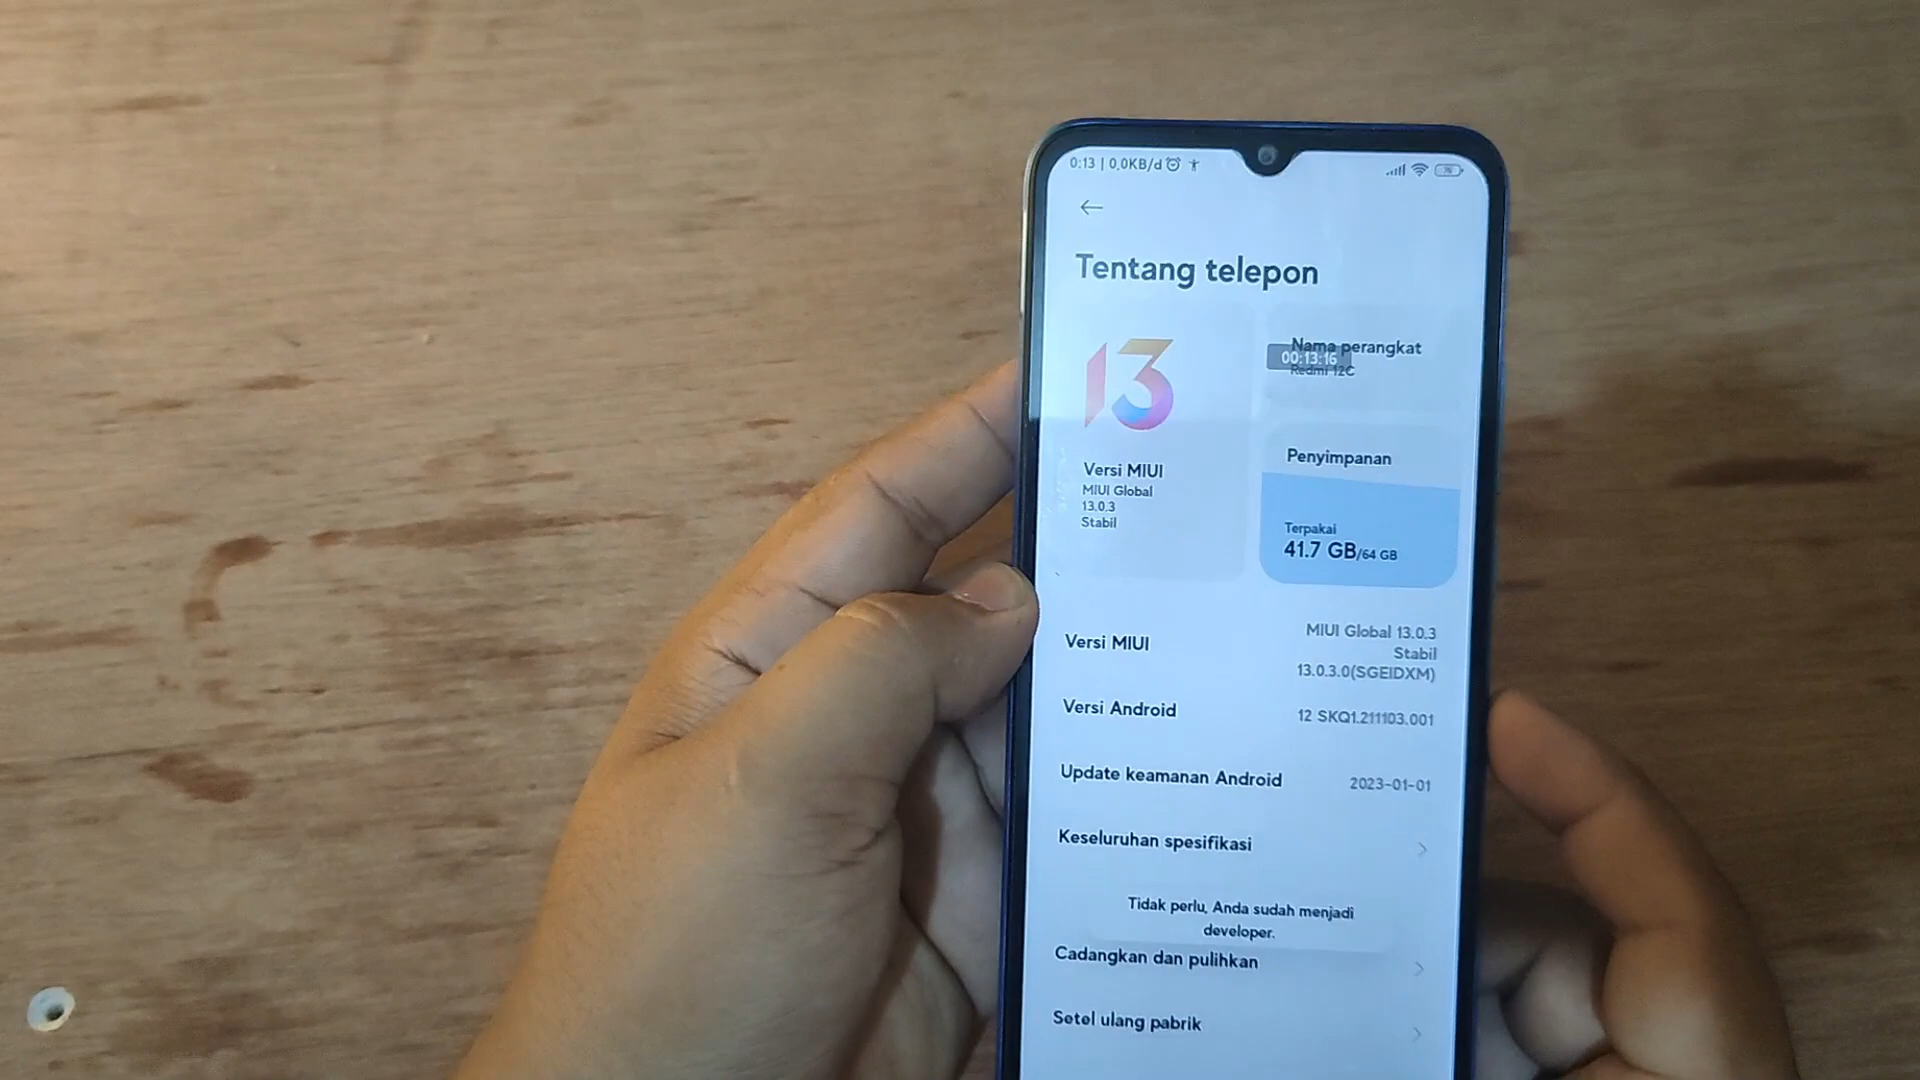 0:13 | 0,0KB/d
Tentang telepon
13
Nama perangkat
00:13:16
Redmi 12C
Versi MIUI
MIUI Global
13.0.3
Stabil
Penyimpanan
Terpakai
41.7 GB/64 GB
Versi MIUI
MIUI Global 13.0.3
Stabil
13.0.3.0(SGEIDXM)
Versi Android
12 SKQ1.211103.001
Update keamanan Android
2023-01-01
Keseluruhan spesifikasi
Tidak perlu, Anda sudah menjadi
developer.
Cadangkan dan pulihkan
Setel ulang pabrik